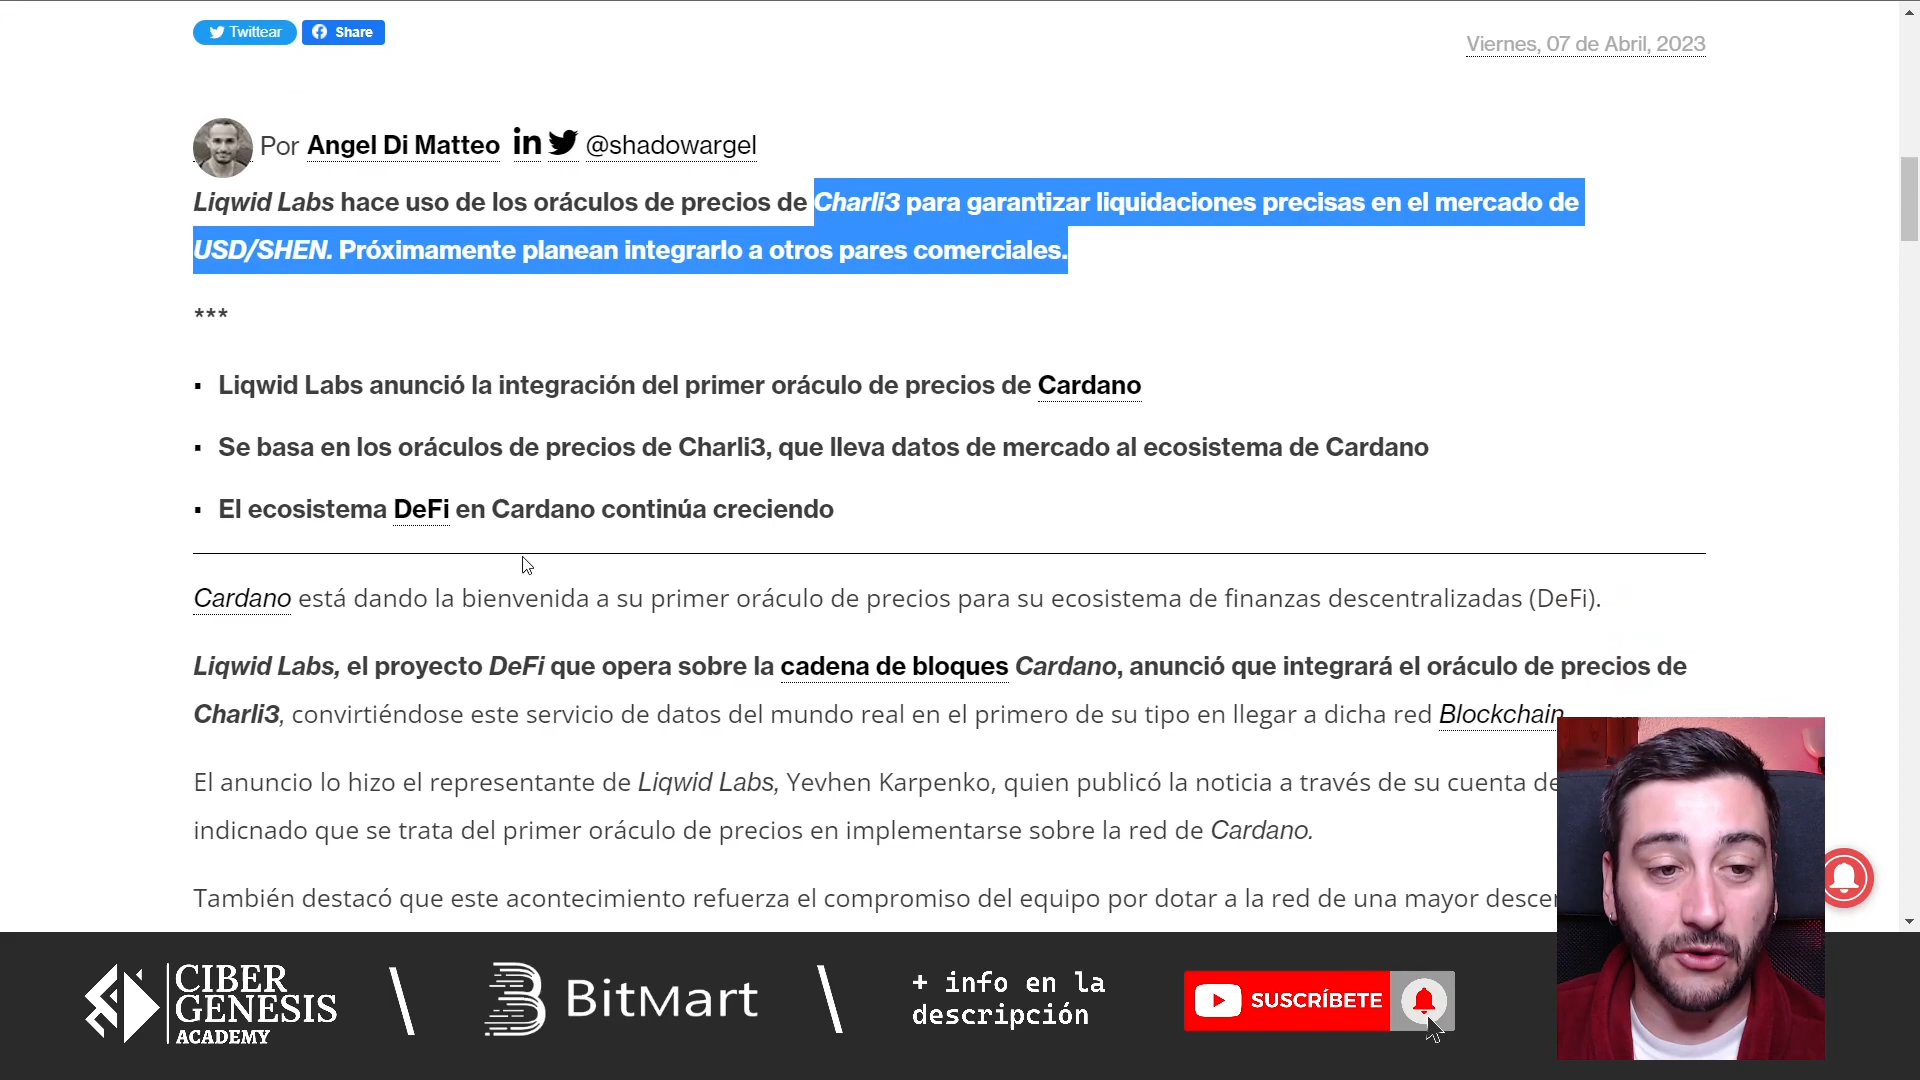 Twittear
Share
Viernes, 07 de Abril, 2023
Por Angel Di Matteo in @shadowargel
Liqwid Labs hace uso de los oráculos de precios de Charli3 para garantizar liquidaciones precisas en el mercado de
USD/SHEN. Próximamente planean integrarlo a otros pares comerciales.
***
▪ Liqwid Labs anunció la integración del primer oráculo de precios de Cardano
▪ Se basa en los oráculos de precios de Charli3, que lleva datos de mercado al ecosistema de Cardano
▪ El ecosistema DeFi en Cardano continúa creciendo
Cardano está dando la bienvenida a su primer oráculo de precios para su ecosistema de finanzas descentralizadas (DeFi).
Liqwid Labs, el proyecto DeFi que opera sobre la cadena de bloques Cardano, anunció que integrará el oráculo de precios de
Charli3, convirtiéndose este servicio de datos del mundo real en el primero de su tipo en llegar a dicha red Blockchain
El anuncio lo hizo el representante de Liqwid Labs, Yevhen Karpenko, quien publicó la noticia a través de su cuenta de
indicnado que se trata del primer oráculo de precios en implementarse sobre la red de Cardano.
También destacó que este acontecimiento refuerza el compromiso del equipo por dotar a la red de una mayor descen
CIBER
GENESIS
ACADEMY
\
BitMart
\
+ info en la
descripción
SUSCRÍBETE